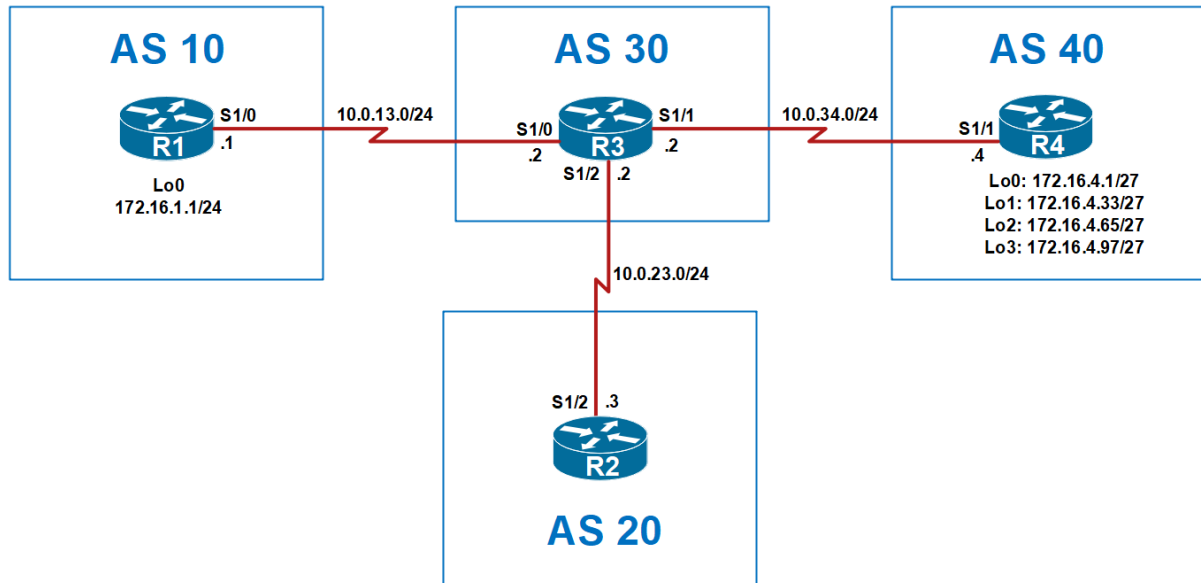 AS 10
AS 30
AS 40
S1/0
10.0.13.0/24
S1/0
S1/1
10.0.34.0/24
S1/1
R1
.1
.2
R3
.2
.4
R4
S1/2
.2
Lo0
172.16.1.1/24
Lo0: 172.16.4.1/27
Lo1: 172.16.4.33/27
Lo2: 172.16.4.65/27
Lo3: 172.16.4.97/27
10.0.23.0/24
S1/2
.3
R2
AS 20